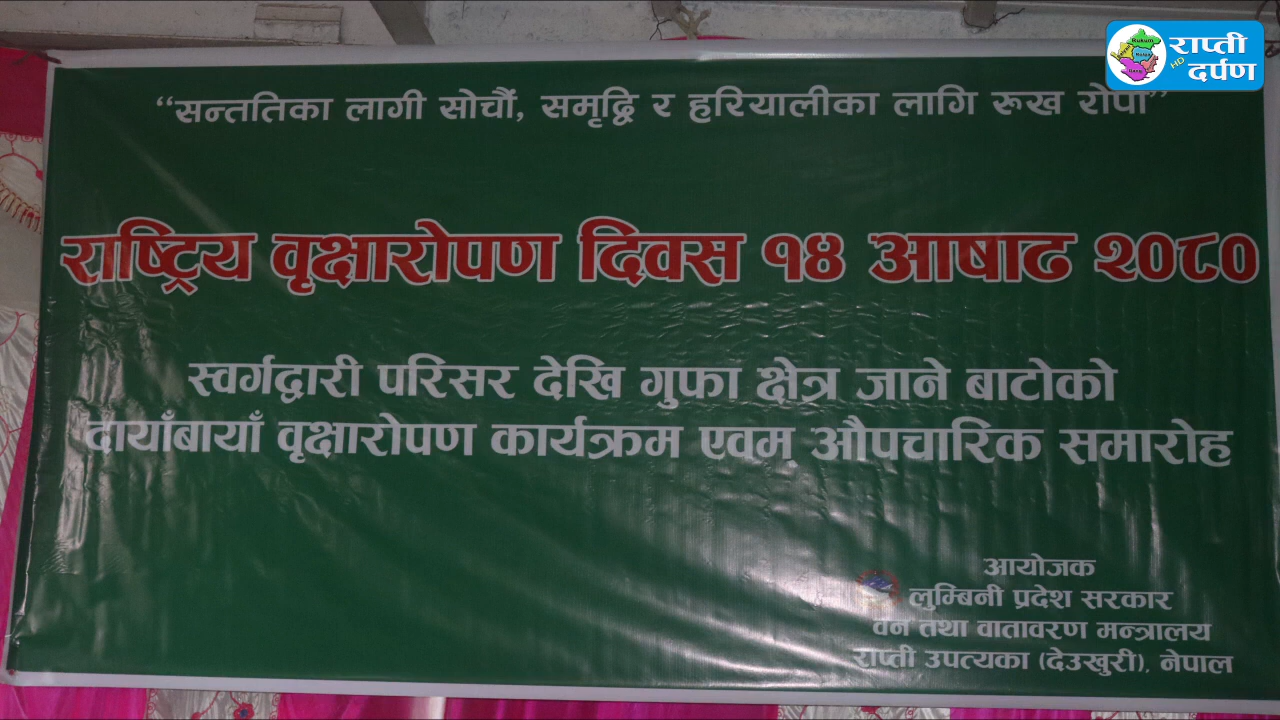 राप्ती
दर्पण
HD
“सन्ततिका लागी सोचौं, समृद्वि र हरियालीका लागि रूख रोपौं”
राष्ट्रिय वृक्षारोपण दिवस १४ आषाढ २०८०
स्वर्गद्वारी परिसर देखि गुफा क्षेत्र जाने बाटोको
दायाँबायाँ वृक्षारोपण कार्यक्रम एवम औपचारिक समारोह
आयोजक
लुम्बिनी प्रदेश सरकार
वन तथा वातावरण मन्त्रालय
राप्ती उपत्यका (देउखुरी), नेपाल